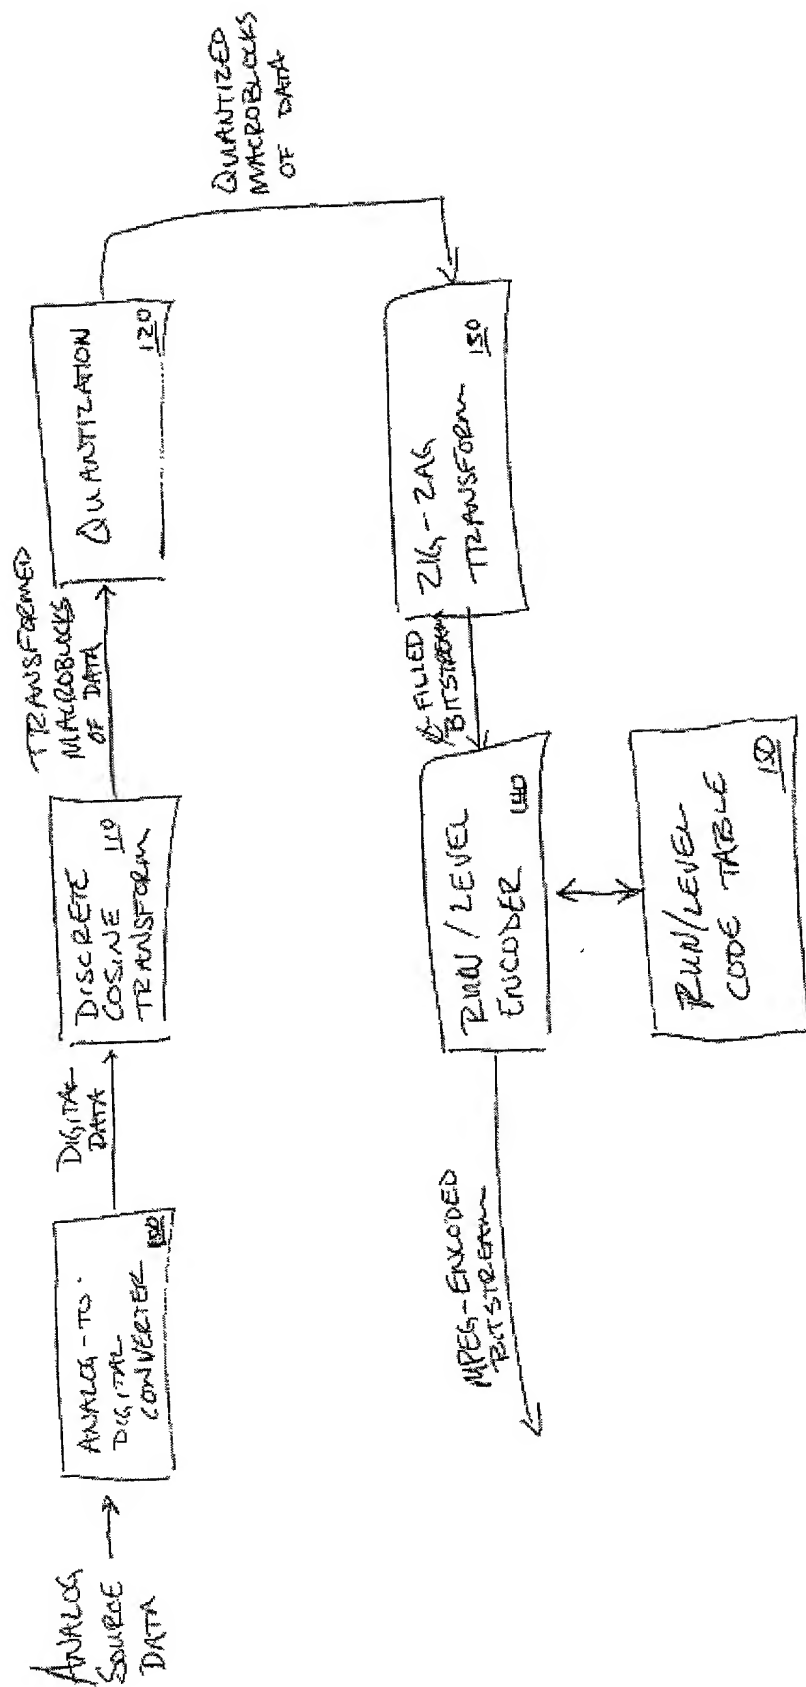 ANALOG
SOURCE
DATA
ANALOG-TO-
DIGITAL
CONVERTER
DIGITAL
DATA
DISCRETE
COSINE 110
TRANSFORM
TRANSFORMED
MACROBLOCKS
OF DATA
QUANTIZATION
120
QUANTIZED
MACROBLOCKS
OF DATA
ZIG-ZAG
TRANSFORM
Ø-FILLED
BITSTREAM
RUN/LEVEL
ENCODER 140
RUN/LEVEL
CODE TABLE
MPEG-ENCODED
BITSTREAM